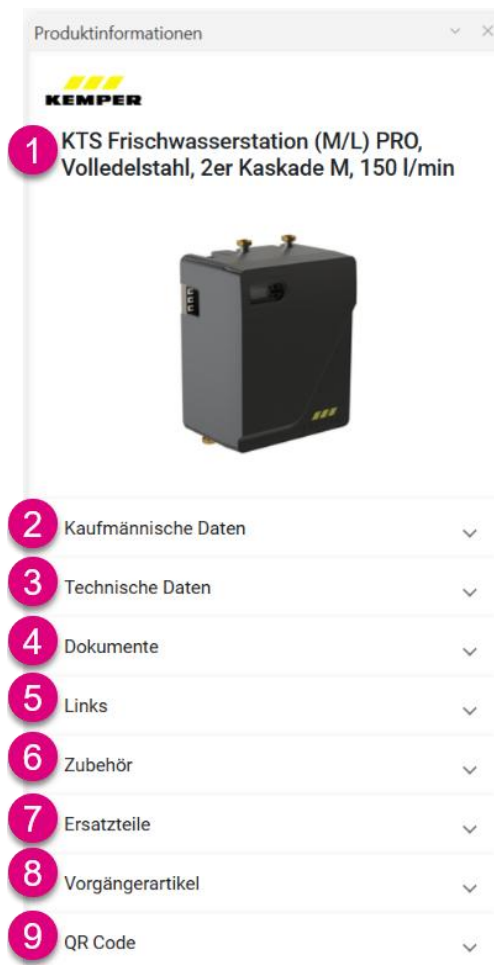 Produktinformationen
KEMPER
1 KTS Frischwasserstation (M/L) PRO,
Volledelstahl, 2er Kaskade M, 150 l/min
2 Kaufmännische Daten
3 Technische Daten
4 Dokumente
5 Links
6 Zubehör
7 Ersatzteile
8 Vorgängerartikel
9 QR Code